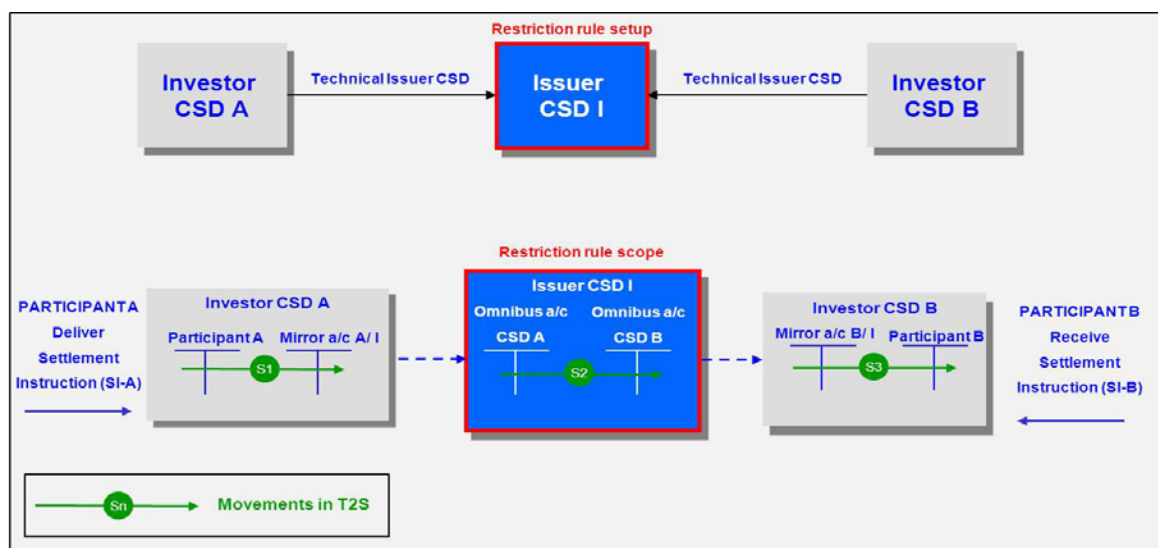 Restriction rule setup
Investor
CSD A
Technical Issuer CSD
Issuer
CSD I
Technical Issuer CSD
Investor
CSD B
Restriction rule scope
PARTICIPANT A
Deliver
Settlement
Instruction (SI-A)
Investor CSD A
Participant A
Mirror a/c A/ I
S1
Issuer CSD I
Omnibus a/c
CSD A
Omnibus a/c
CSD B
S2
Investor CSD B
Mirror a/c B/ I
Participant B
S3
PARTICIPANT B
Receive
Settlement
Instruction (SI-B)
Sn
Movements in T2S